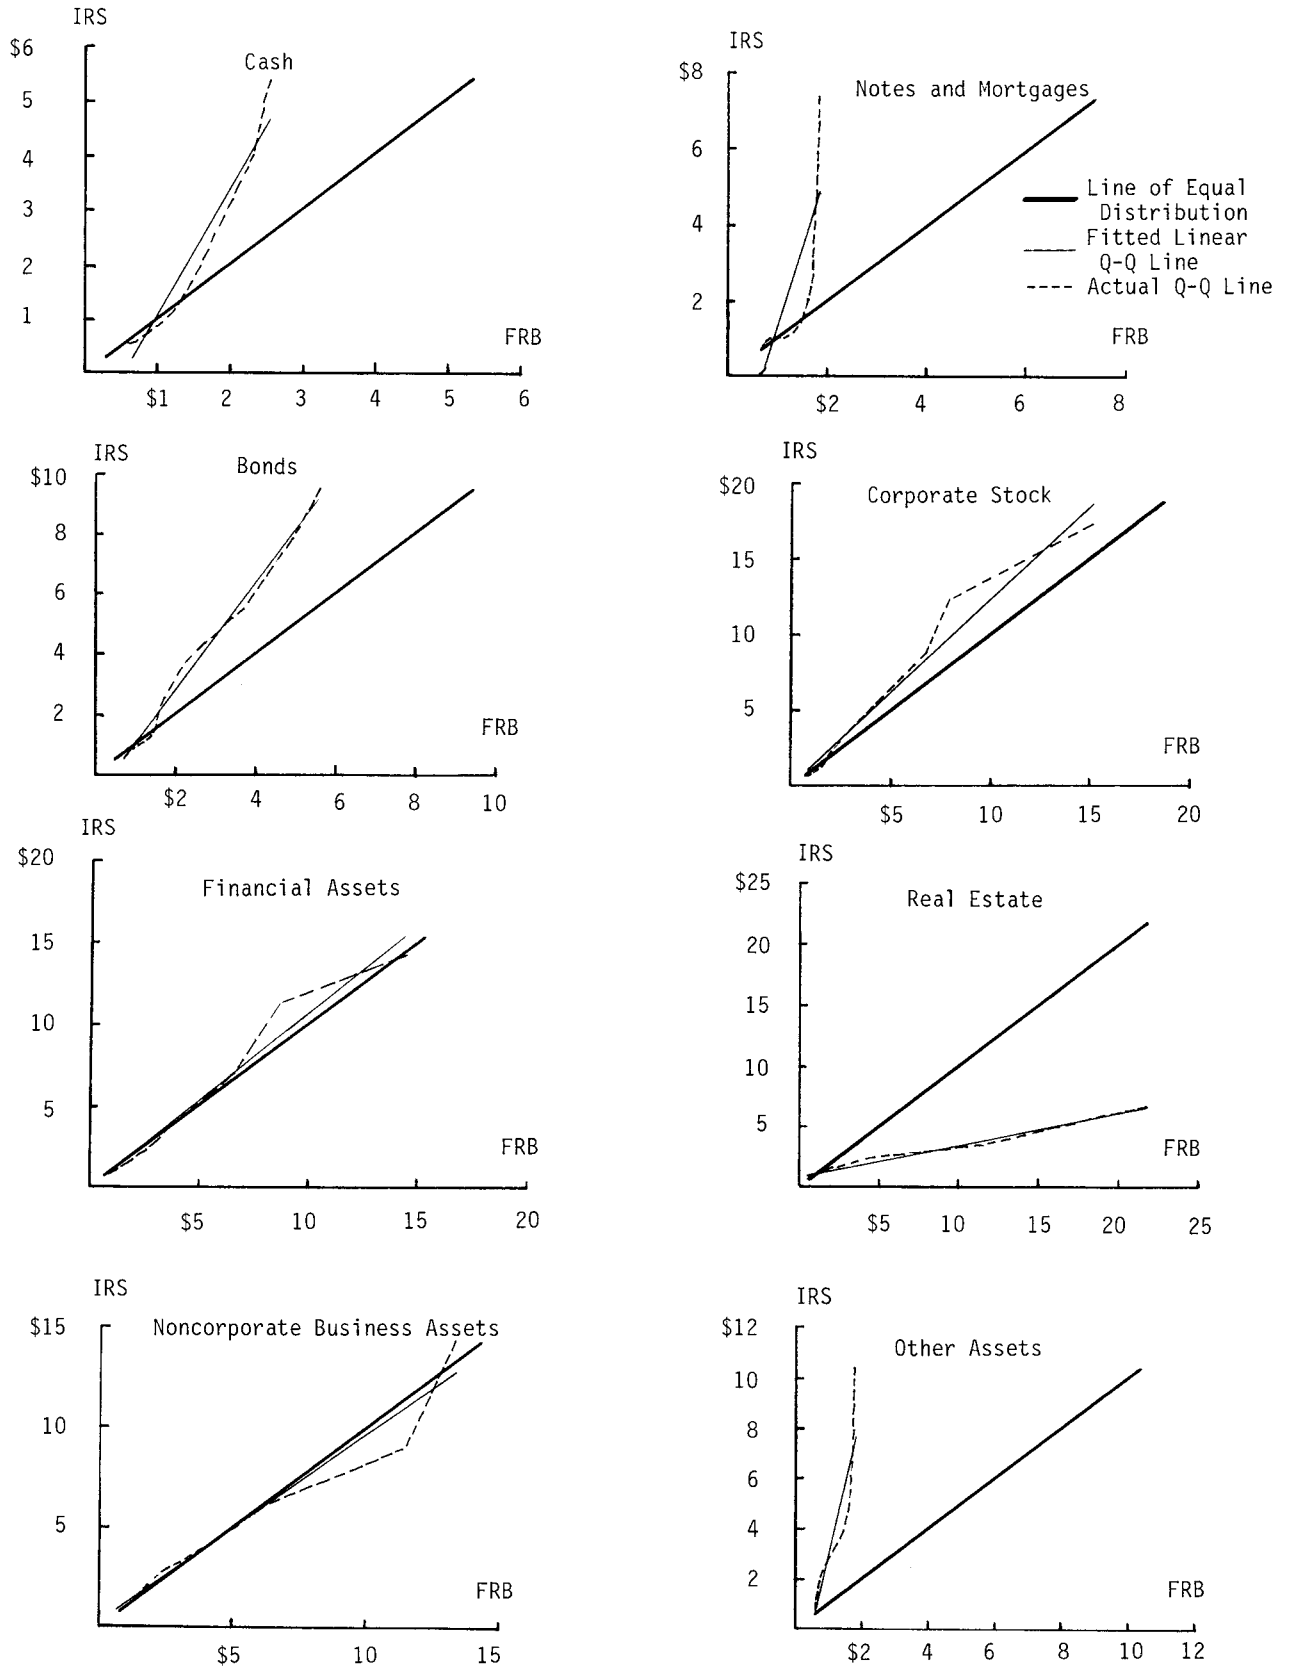 IRS
$6
Cash
5
4
3
2
1
FRB
$1 2 3 4 5 6
IRS
$8
Notes and Mortgages
6
4
2
Line of Equal
Distribution
Fitted Linear
Q-Q Line
Actual Q-Q Line
FRB
$2 4 6 8
IRS
$10
Bonds
8
6
4
2
FRB
$2 4 6 8 10
IRS
$20
Corporate Stock
15
10
5
FRB
$5 10 15 20
IRS
$20
Financial Assets
15
10
5
FRB
$5 10 15 20
IRS
$25
Real Estate
20
15
10
5
FRB
$5 10 15 20 25
IRS
$15
Noncorporate Business Assets
10
5
FRB
$5 10 15
IRS
$12
Other Assets
10
8
6
4
2
FRB
$2 4 6 8 10 12